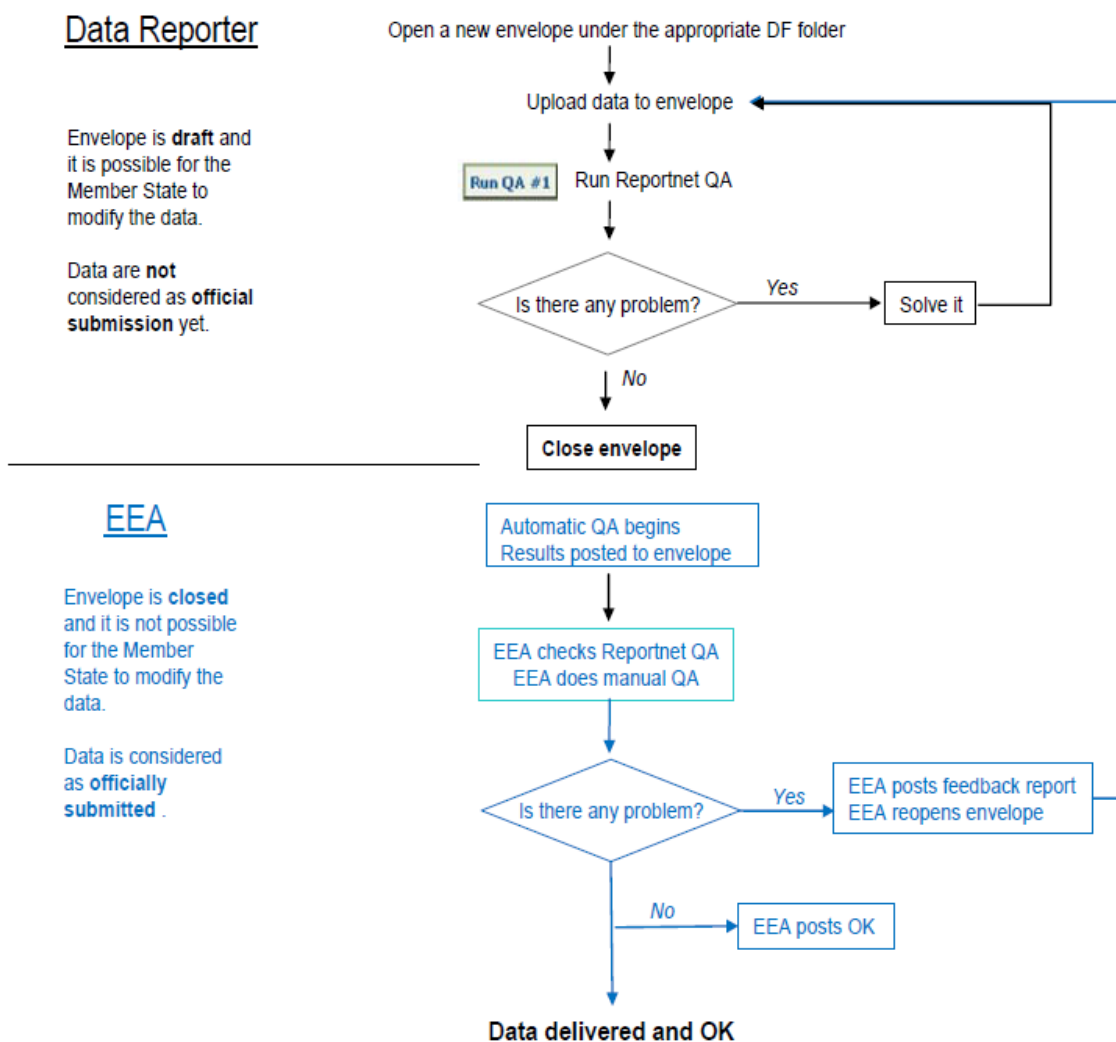 Data Reporter
Open a new envelope under the appropriate DF folder
Upload data to envelope
Envelope is draft and
it is possible for the
Member State to
modify the data.
Run QA #1
Run Reportnet QA
Data are not
considered as official
submission yet.
Is there any problem?
Yes
Solve it
No
Close envelope
EEA
Automatic QA begins
Results posted to envelope
Envelope is closed
and it is not possible
for the Member
State to modify the
data.
EEA checks Reportnet QA
EEA does manual QA
Data is considered
as officially
submitted .
Is there any problem?
Yes
EEA posts feedback report
EEA reopens envelope
No
EEA posts OK
Data delivered and OK